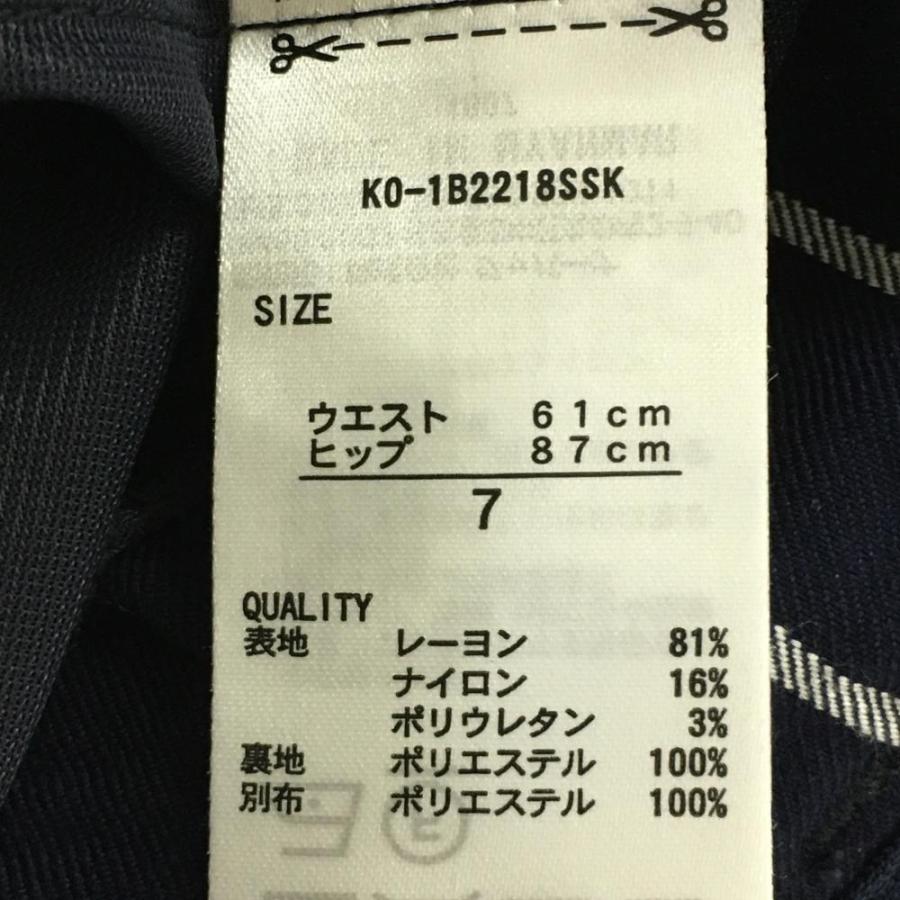 K0-1B2218SSK
SIZE
ウエスト 61cm
ヒップ 87cm
7
QUALITY
表地 レーヨン 81%
ナイロン 16%
ポリウレタン 3%
裏地 ポリエステル 100%
別布 ポリエステル 100%